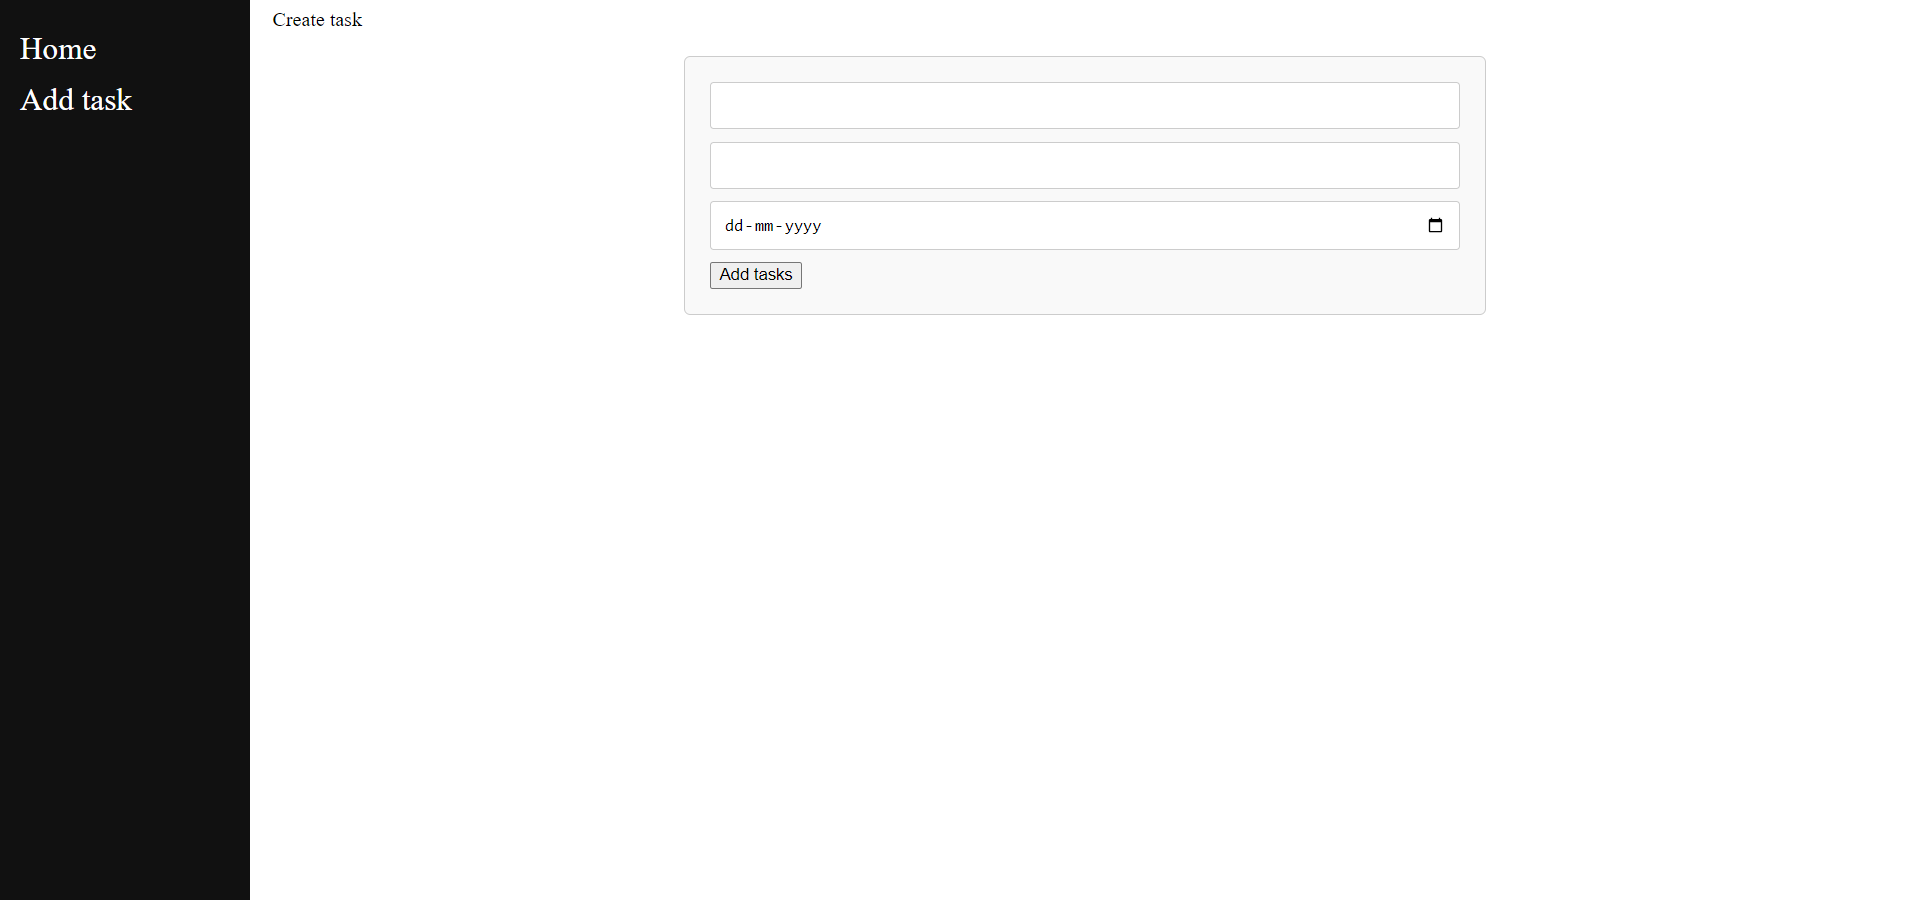 Home
Add task
Create task
dd-mm-yyyy
Add tasks